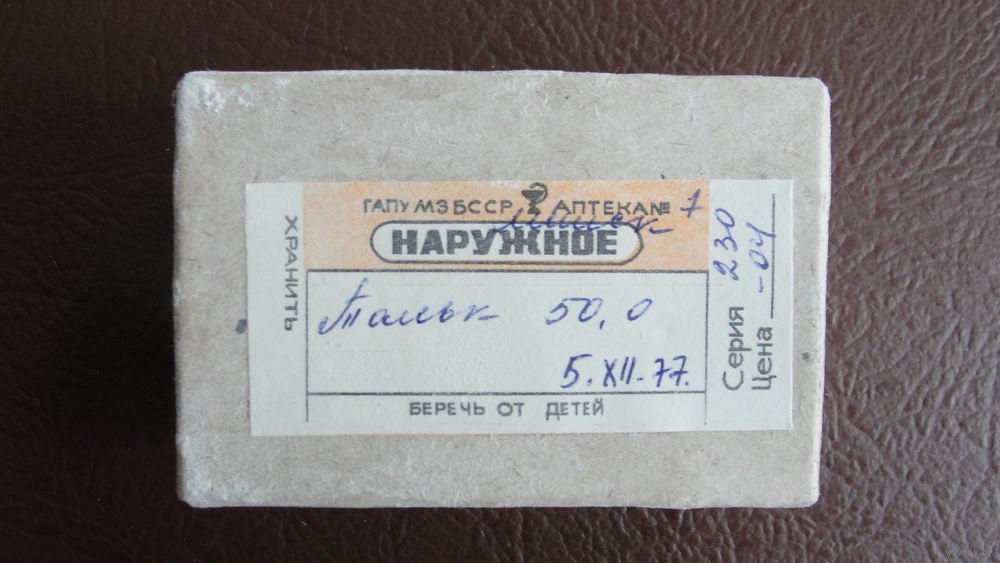 ХРАНИТЬ
ГАПУ МЗ БССР АПТЕКА № 7
Минск
НАРУЖНОЕ
Тальк 50,0
5.XII-77.
БЕРЕЧЬ ОТ ДЕТЕЙ
Серия 230
Цена -04